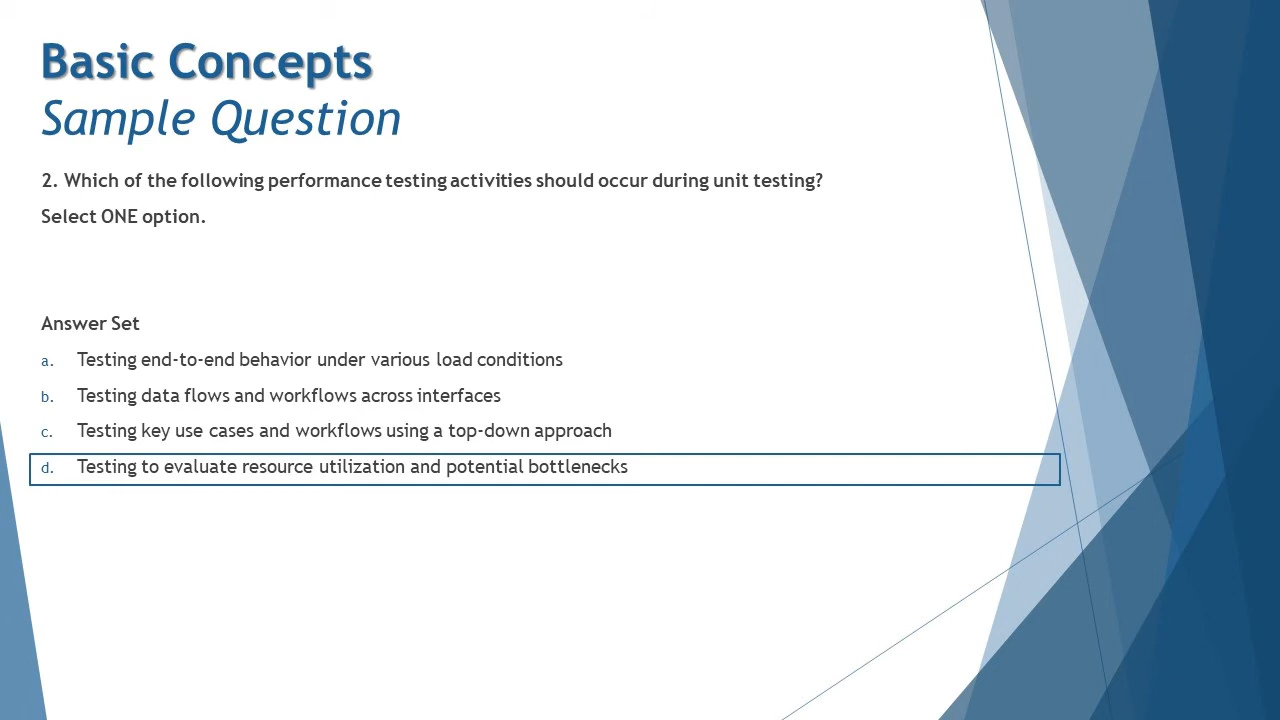 Basic Concepts
Sample Question
2. Which of the following performance testing activities should occur during unit testing?
Select ONE option.
Answer Set
a. Testing end-to-end behavior under various load conditions
b. Testing data flows and workflows across interfaces
c. Testing key use cases and workflows using a top-down approach
d. Testing to evaluate resource utilization and potential bottlenecks